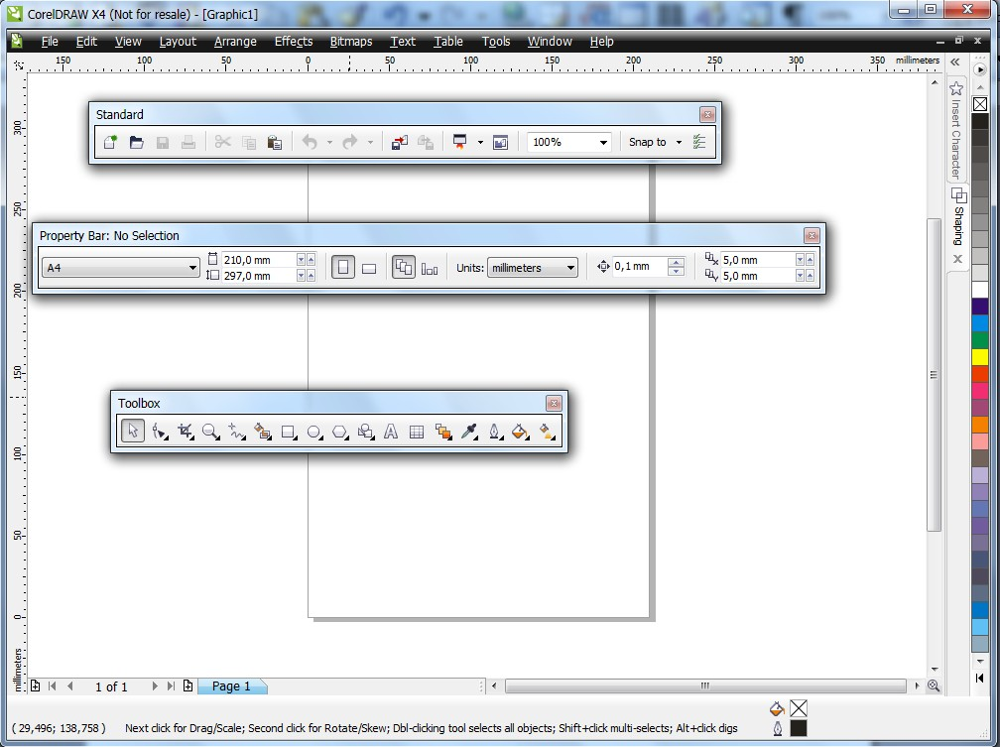 CorelDRAW X4 (Not for resale) - [Graphic1]
File Edit View Layout Arrange Effects Bitmaps Text Table Tools Window Help
150 100 50 0 50 100 150 200 250 300 350 millimeters
Standard
100% Snap to
300
Insert Character
250
Shaping
Property Bar: No Selection
A4 210,0 mm Units: millimeters 0,1 mm 5,0 mm
297,0 mm 5,0 mm
200
150
Toolbox
100
50
0
millimeters
1 of 1 Page 1
( 29,496; 138,758 ) Next click for Drag/Scale; Second click for Rotate/Skew; Dbl-clicking tool selects all objects; Shift+click multi-selects; Alt+click digs